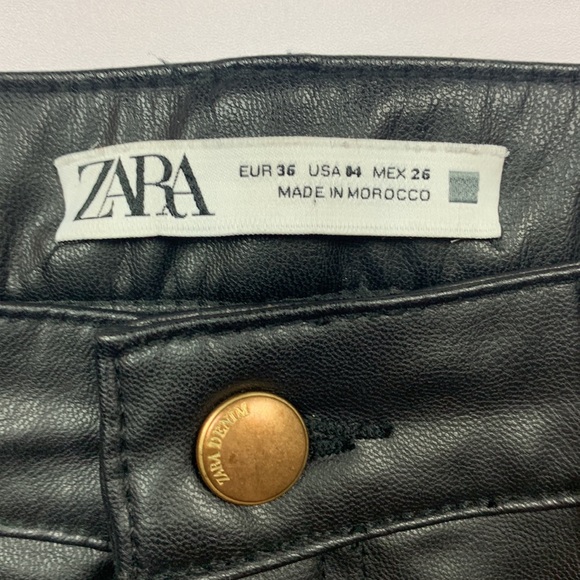 ZARA
EUR 36 USA 04 MEX 26
MADE IN MOROCCO
ZARA DENIM